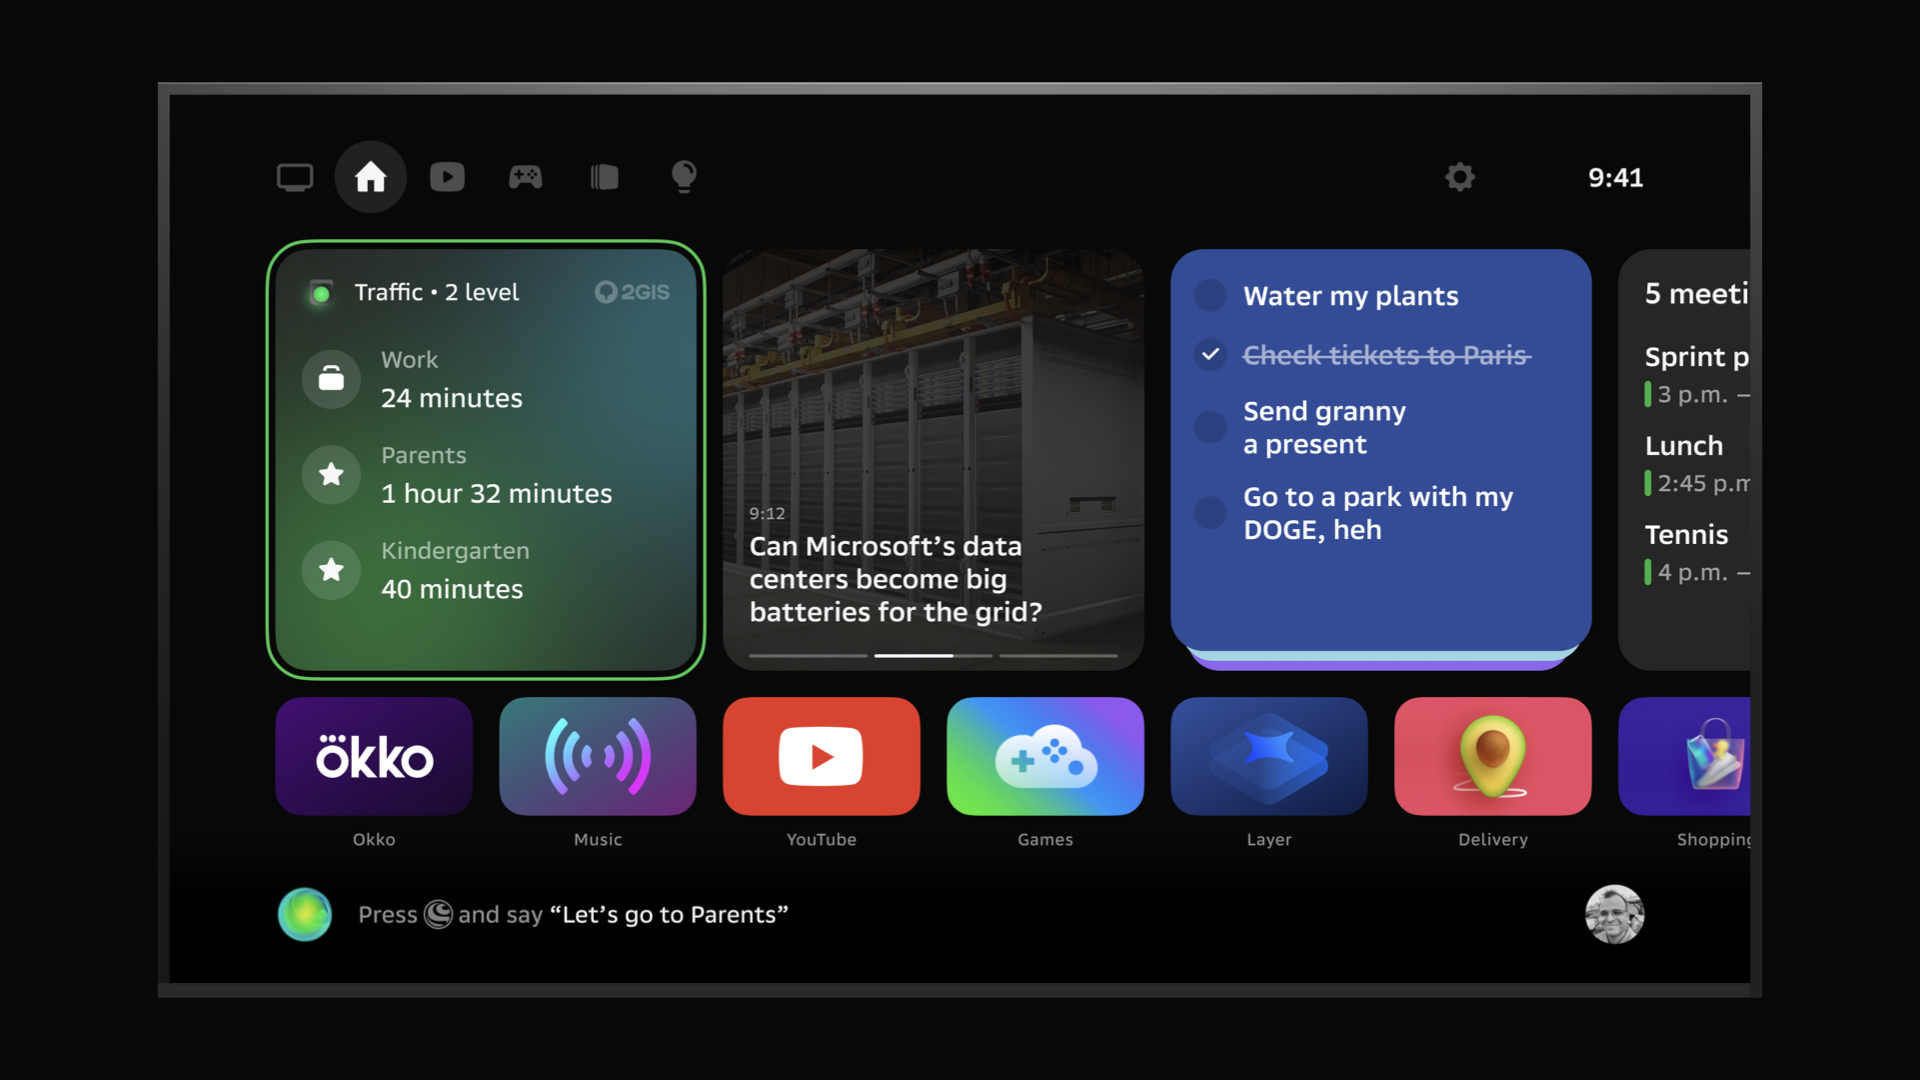 9:41
Traffic • 2 level
2GIS
Work
24 minutes
Parents
1 hour 32 minutes
Kindergarten
40 minutes
9:12
Can Microsoft’s data
centers become big
batteries for the grid?
Water my plants
Check tickets to Paris
Send granny
a present
Go to a park with my
DOGE, heh
5 meeti
Sprint p
3 p.m. –
Lunch
2:45 p.m
Tennis
4 p.m. –
okko
Okko
Music
YouTube
Games
Layer
Delivery
Shopping
Press and say “Let’s go to Parents”